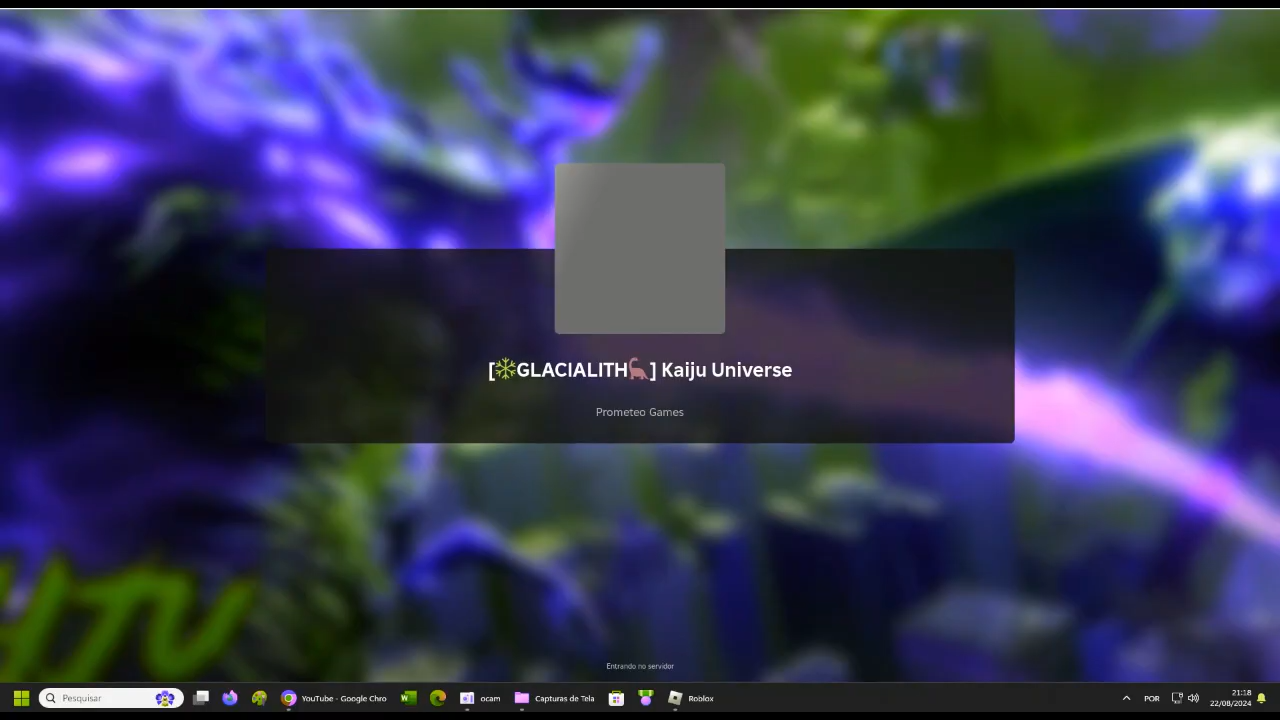 [❄GLACIALITH🦕] Kaiju Universe
Prometeo Games
Entrando no servidor
Pesquisar
YouTube - Google Chro
ocam
Capturas de Tela
Roblox
POR
21:18
22/08/2024